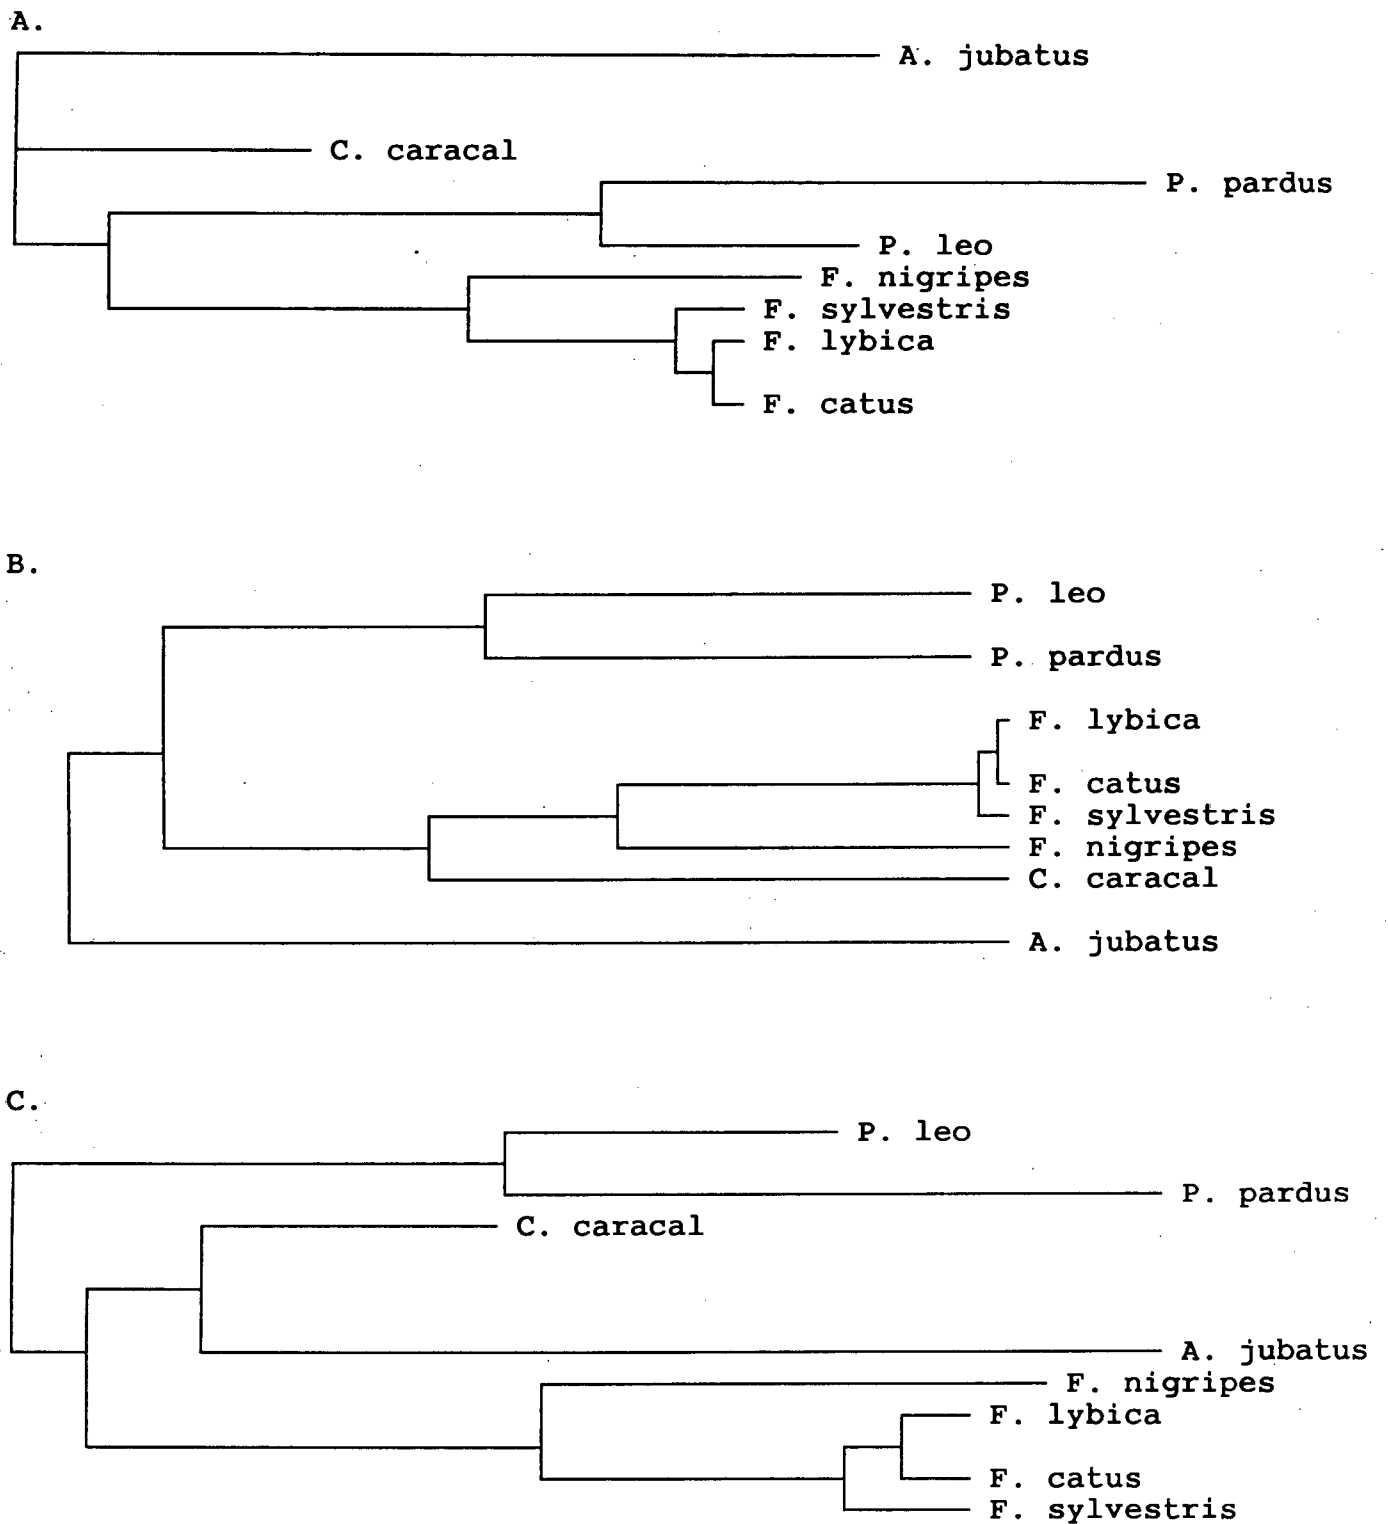 A.
A. jubatus
C. caracal
P. pardus
P. leo
F. nigripes
F. sylvestris
F. lybica
F. catus
B.
P. leo
P. pardus
F. lybica
F. catus
F. sylvestris
F. nigripes
C. caracal
A. jubatus
C.
P. leo
P. pardus
C. caracal
A. jubatus
F. nigripes
F. lybica
F. catus
F. sylvestris